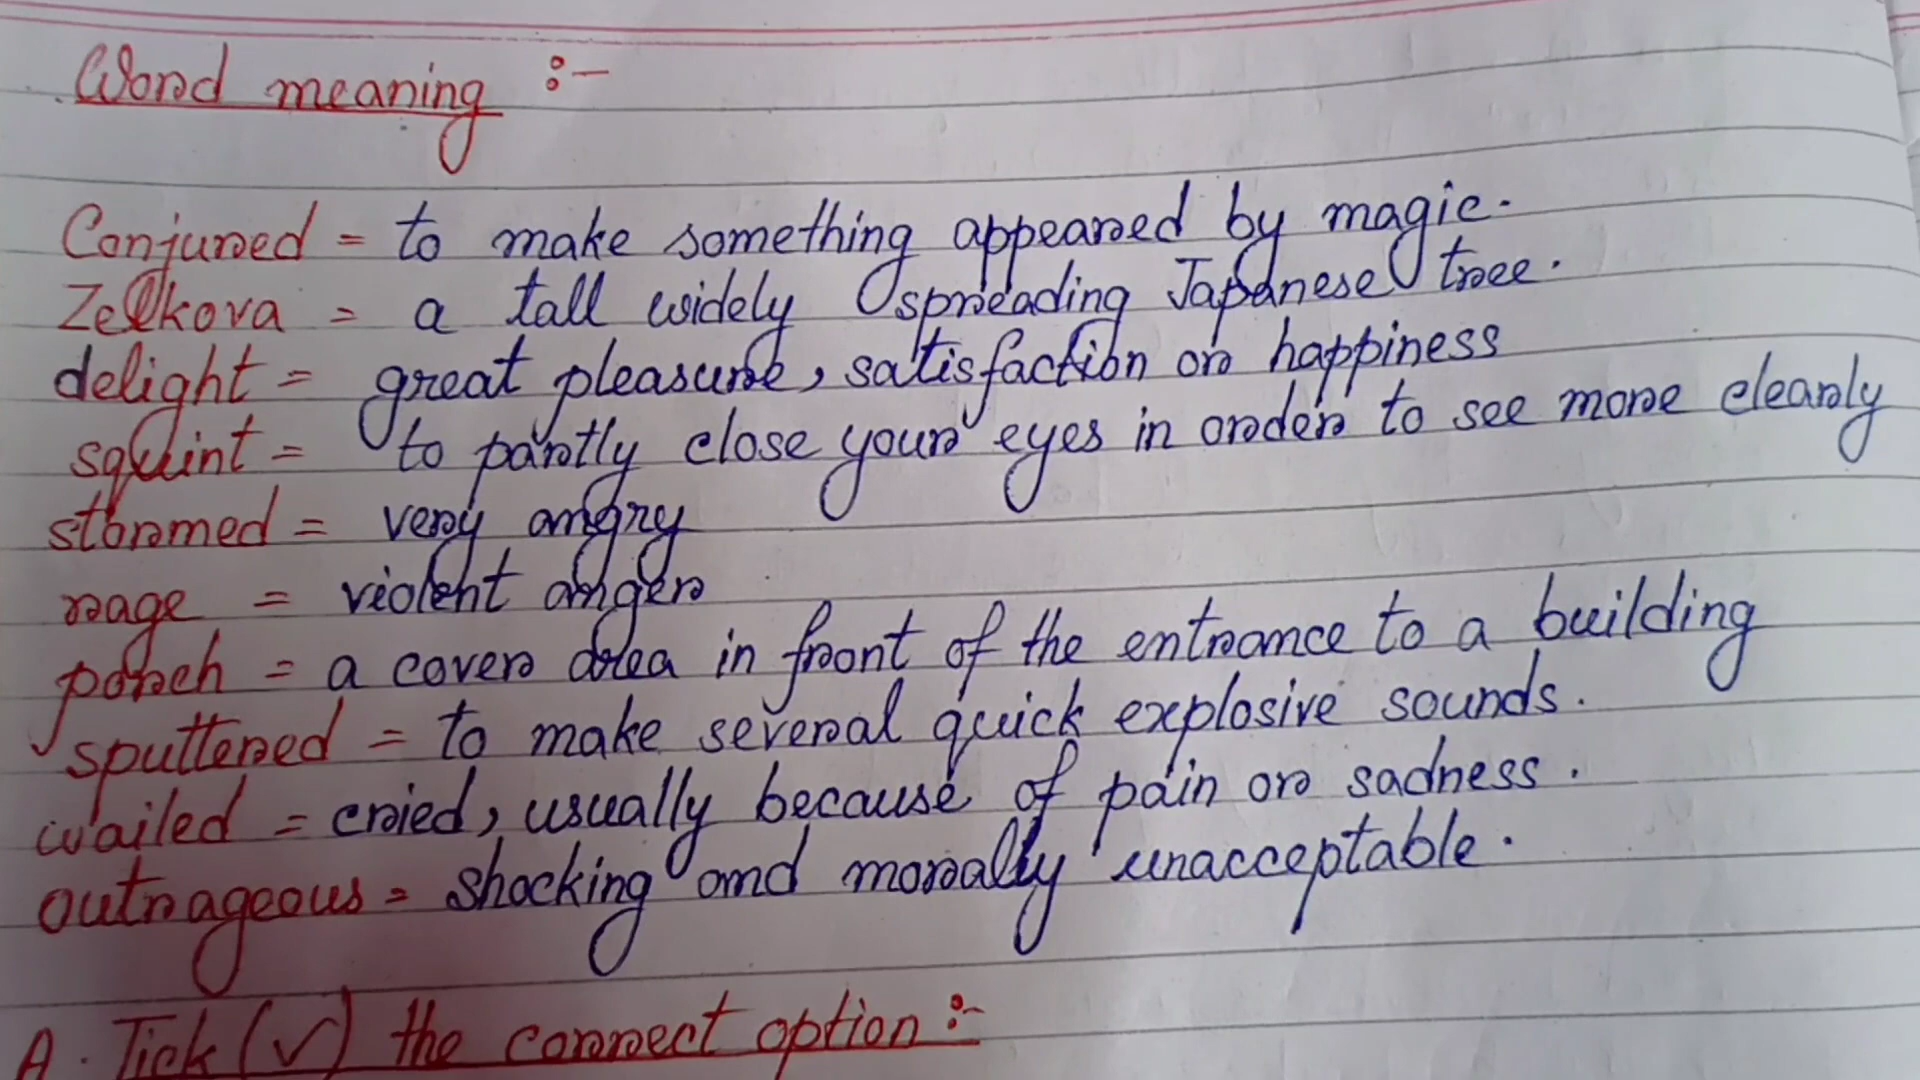 Word meaning :-
Conjured = to make something appeared by magic.
Zelkova = a tall widely spreading Japanese tree.
delight = great pleasure, satisfaction or happiness
squint = to partly close your eyes in order to see more clearly
stormed = very angry
rage = violent anger
porch = a cover area in front of the entrance to a building
sputtered = to make several quick explosive sounds.
wailed = cried, usually because of pain or sadness.
outrageous = shocking and morally unacceptable.
A. Tick (✓) the correct option :-